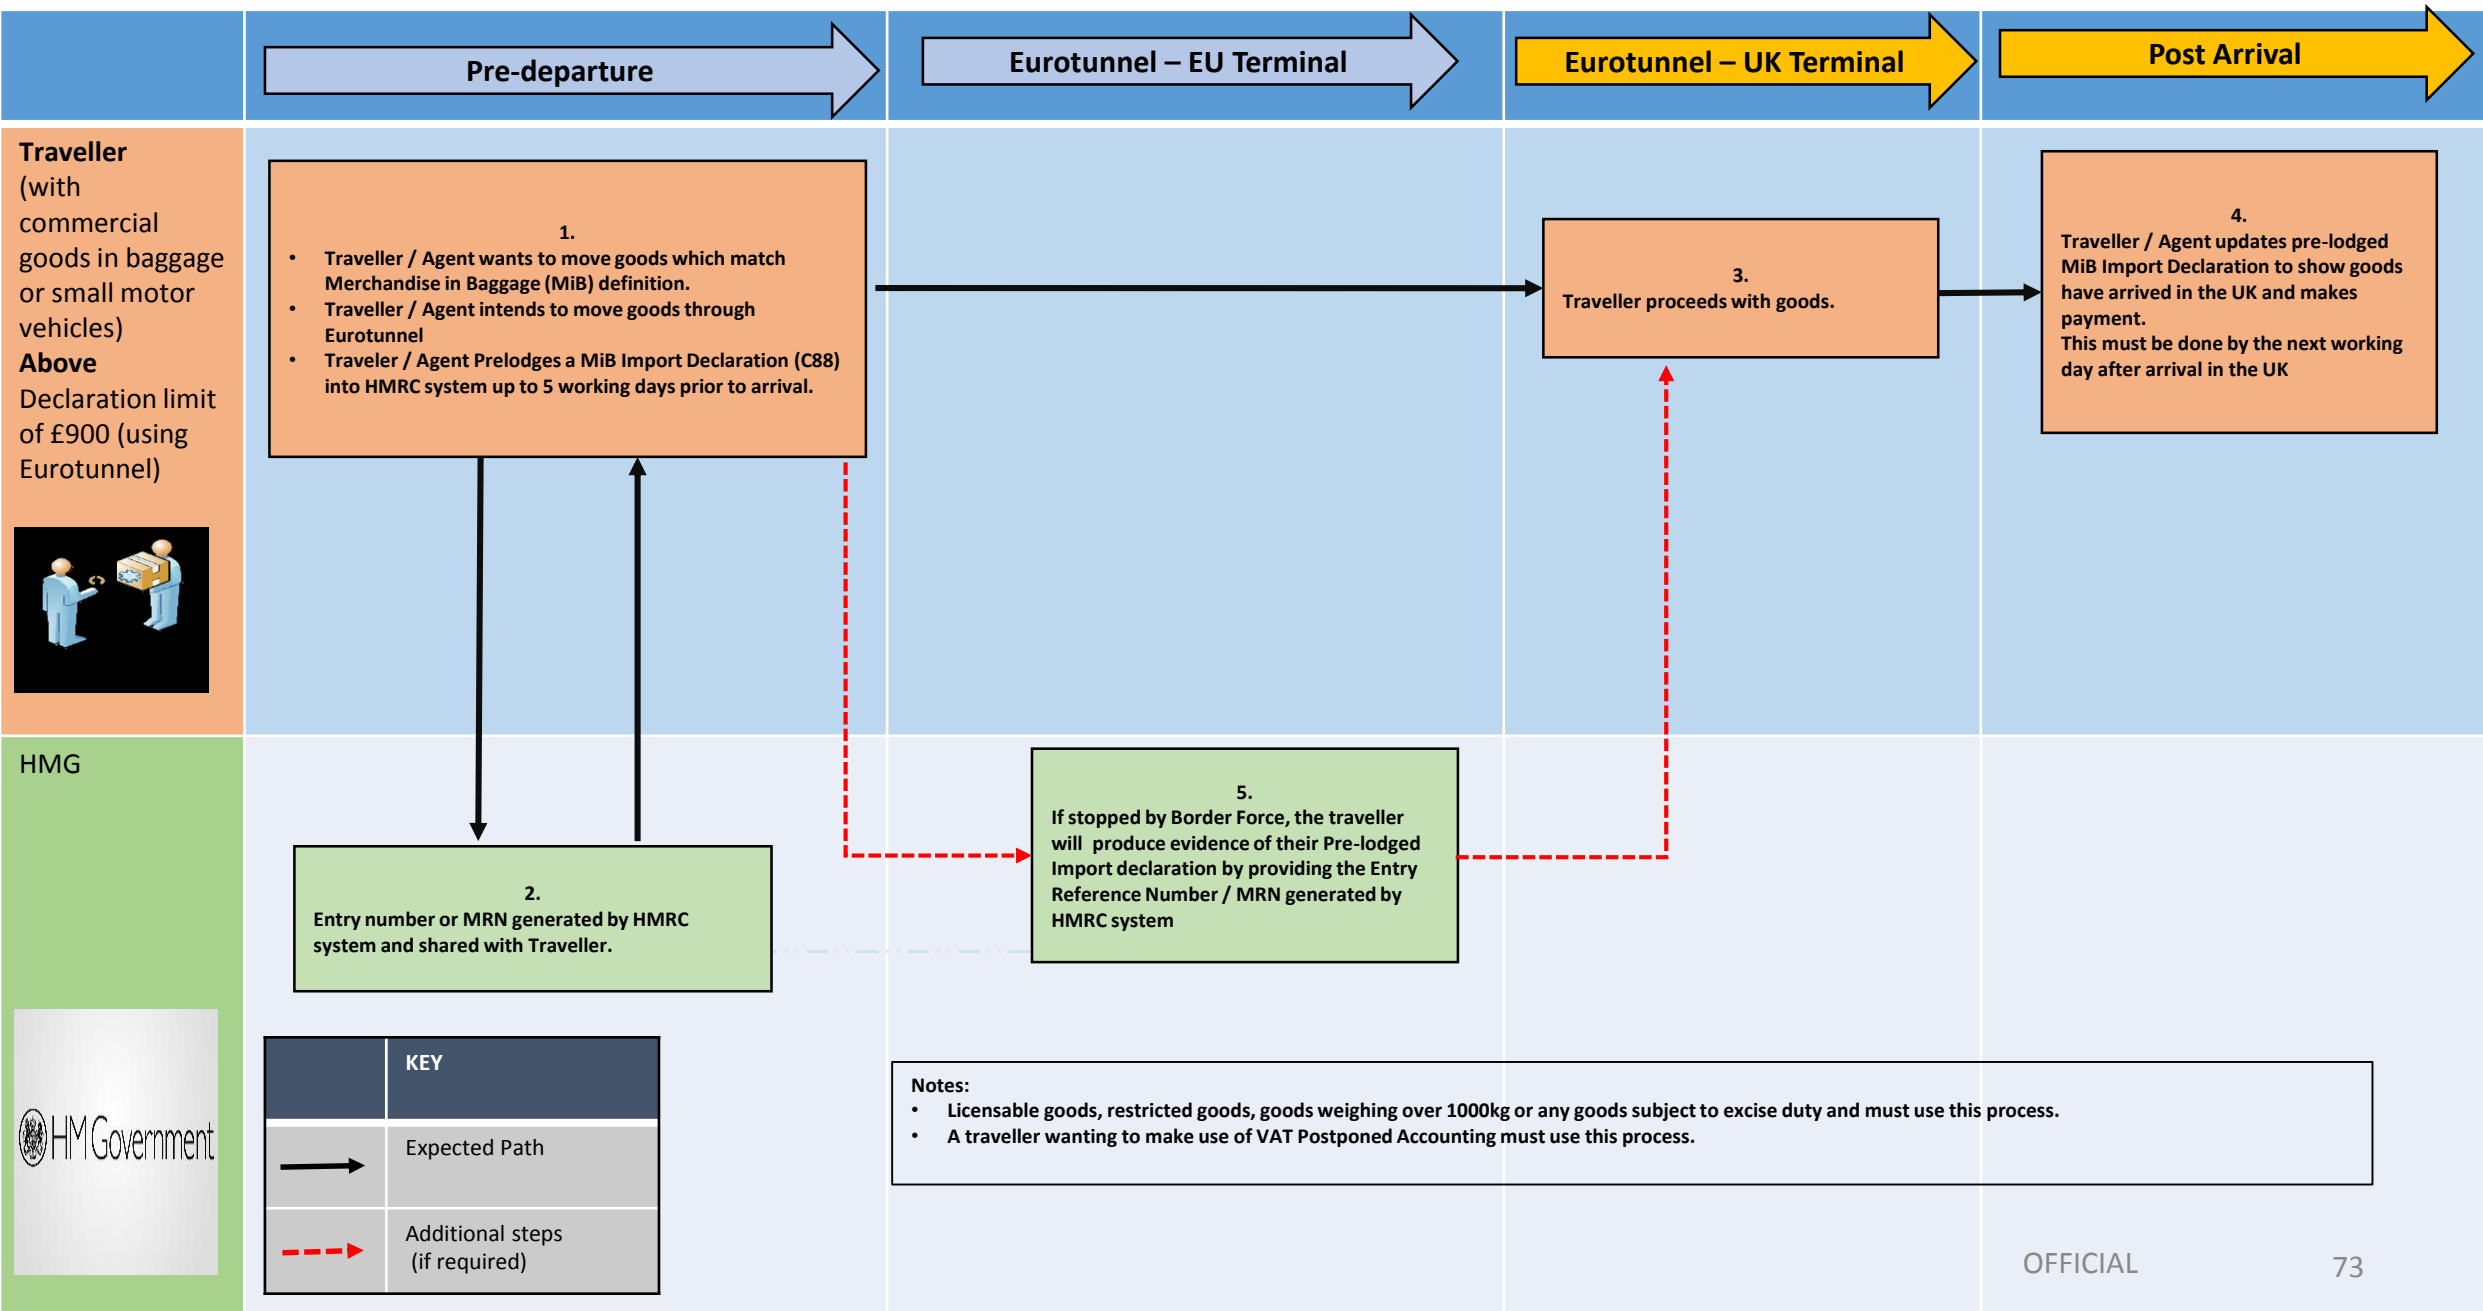 Pre-departure
Eurotunnel – EU Terminal
Eurotunnel – UK Terminal
Post Arrival
Traveller
(with
commercial
goods in baggage
or small motor
vehicles)
Above
Declaration limit
of £900 (using
Eurotunnel)
1.
• Traveller / Agent wants to move goods which match
Merchandise in Baggage (MiB) definition.
• Traveller / Agent intends to move goods through
Eurotunnel
• Traveler / Agent Prelodges a MiB Import Declaration (C88)
into HMRC system up to 5 working days prior to arrival.
3.
Traveller proceeds with goods.
4.
Traveller / Agent updates pre-lodged
MiB Import Declaration to show goods
have arrived in the UK and makes
payment.
This must be done by the next working
day after arrival in the UK
HMG
2.
Entry number or MRN generated by HMRC
system and shared with Traveller.
5.
If stopped by Border Force, the traveller
will  produce evidence of their Pre-lodged
Import declaration by providing the Entry
Reference Number / MRN generated by
HMRC system
HM Government
KEY
Expected Path
Additional steps
(if required)
Notes:
• Licensable goods, restricted goods, goods weighing over 1000kg or any goods subject to excise duty and must use this process.
• A traveller wanting to make use of VAT Postponed Accounting must use this process.
OFFICIAL
73